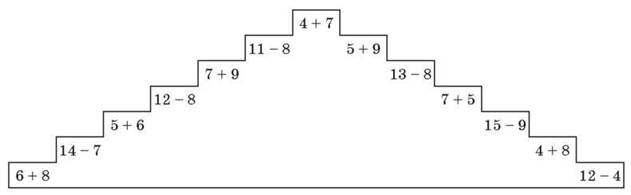 4 + 7
11 − 8 5 + 9
7 + 9 13 − 8
12 − 8 7 + 5
5 + 6 15 − 9
14 − 7 4 + 8
6 + 8 12 − 4